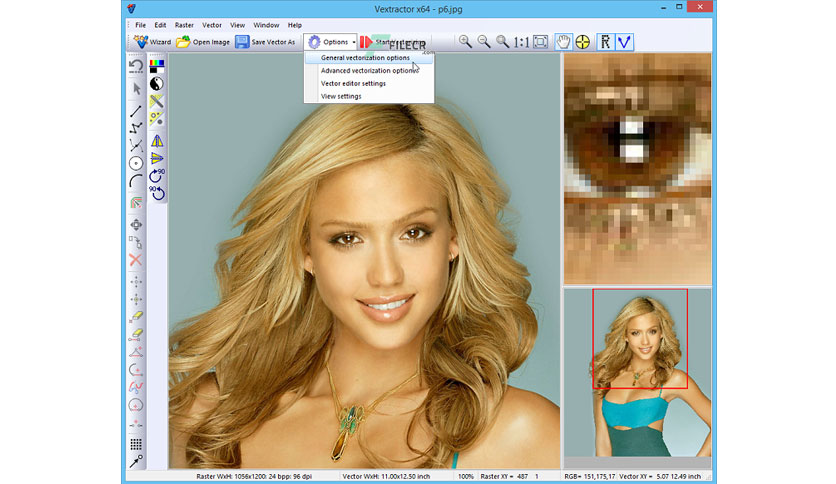 Vextractor x64 - p6.jpg
File Edit Raster Vector View Window Help
Wizard Open Image Save Vector As Options Start
FILECR
.com
1:1
R
General vectorization options
Advanced vectorization options
Vector editor settings
View settings
90
90
Raster WxH: 1056x1200: 24 bpp: 96 dpi Vector WxH: 11.00x12.50 inch 100% Raster XY = 487 1 RGB= 151,175,17 Vector XY = 5.07 12.49 inch